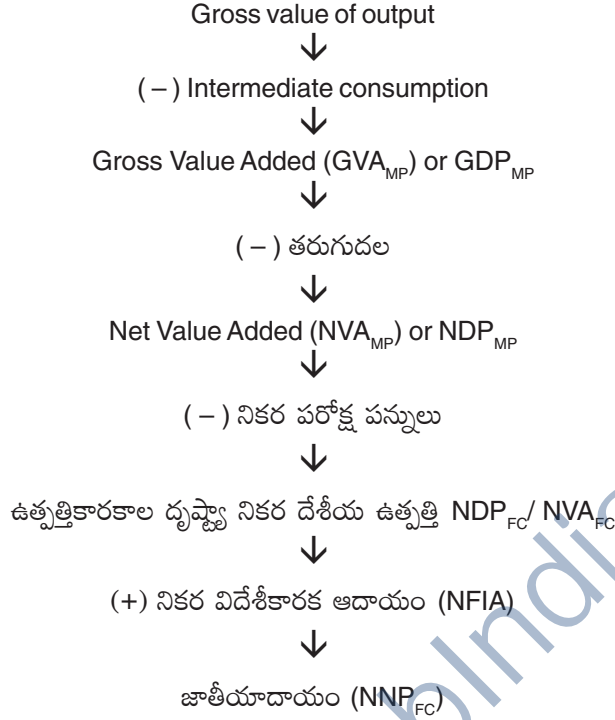 Gross value of output
↓
( – ) Intermediate consumption
↓
Gross Value Added (GVA_MP) or GDP_MP
↓
( – ) తరుగుదల
↓
Net Value Added (NVA_MP) or NDP_MP
↓
( – ) నికర పరోక్ష పన్నులు
↓
ఉత్పత్తికారకాల దృష్ట్యా నికర దేశీయ ఉత్పత్తి NDP_FC/ NVA_FC
↓
(+) నికర విదేశీకారక ఆదాయం (NFIA)
↓
జాతీయాదాయం (NNP_FC)